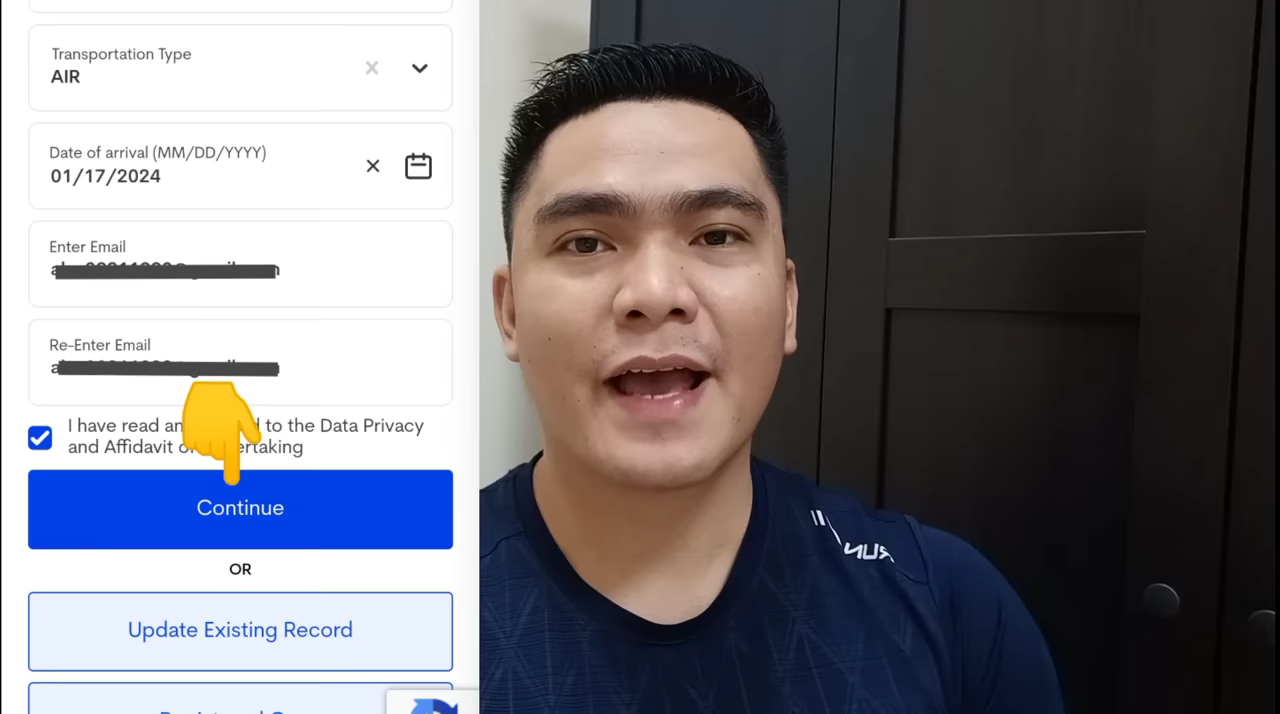 Transportation Type
AIR
Date of arrival (MM/DD/YYYY)
01/17/2024
Enter Email
Re-Enter Email
I have read an to the Data Privacy
and Affidavit
Continue
OR
Update Existing Record
RUN